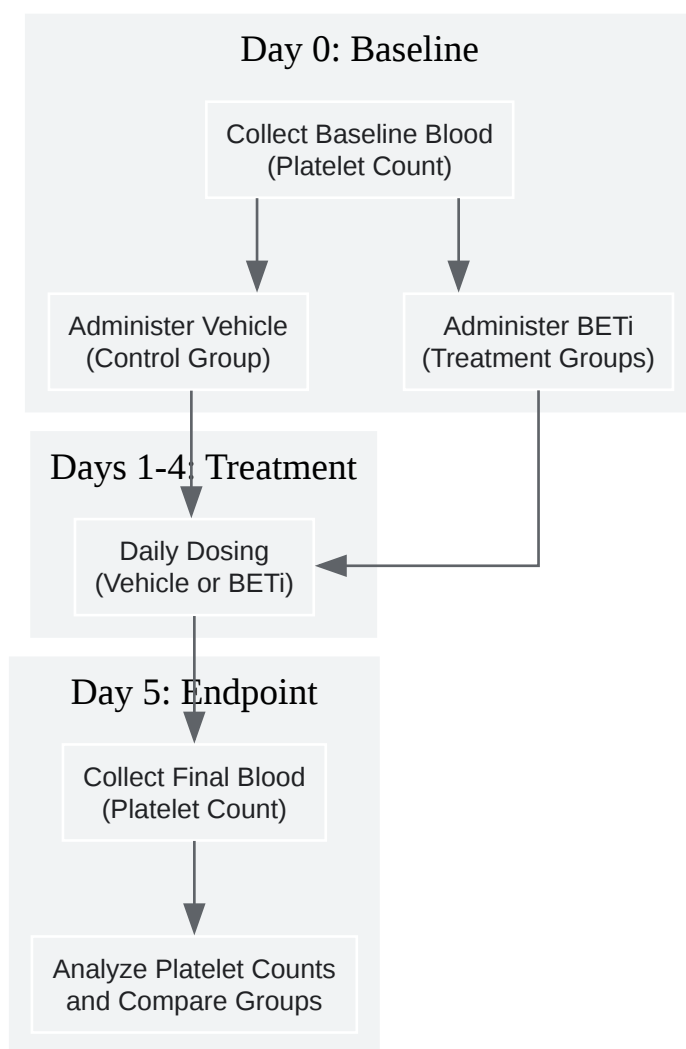 Day 0: Baseline
Collect Baseline Blood
(Platelet Count)
Administer Vehicle
(Control Group)
Administer BETi
(Treatment Groups)
Days 1-4: Treatment
Daily Dosing
(Vehicle or BETi)
Day 5: Endpoint
Collect Final Blood
(Platelet Count)
Analyze Platelet Counts
and Compare Groups